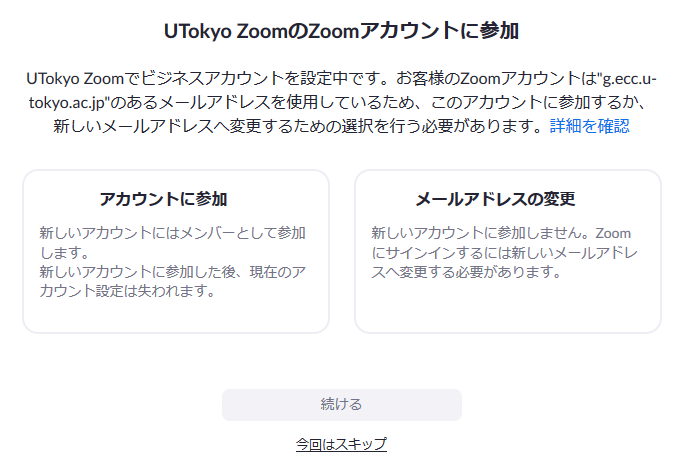 UTokyo ZoomのZoomアカウントに参加
UTokyo Zoomでビジネスアカウントを設定中です。お客様のZoomアカウントは"g.ecc.u-
tokyo.ac.jp"のあるメールアドレスを使用しているため、このアカウントに参加するか、
新しいメールアドレスへ変更するための選択を行う必要があります。詳細を確認
アカウントに参加
新しいアカウントにはメンバーとして参加
します。
新しいアカウントに参加した後、現在のア
カウント設定は失われます。
メールアドレスの変更
新しいアカウントに参加しません。Zoom
にサインインするには新しいメールアドレ
スへ変更する必要があります。
続ける
今回はスキップ